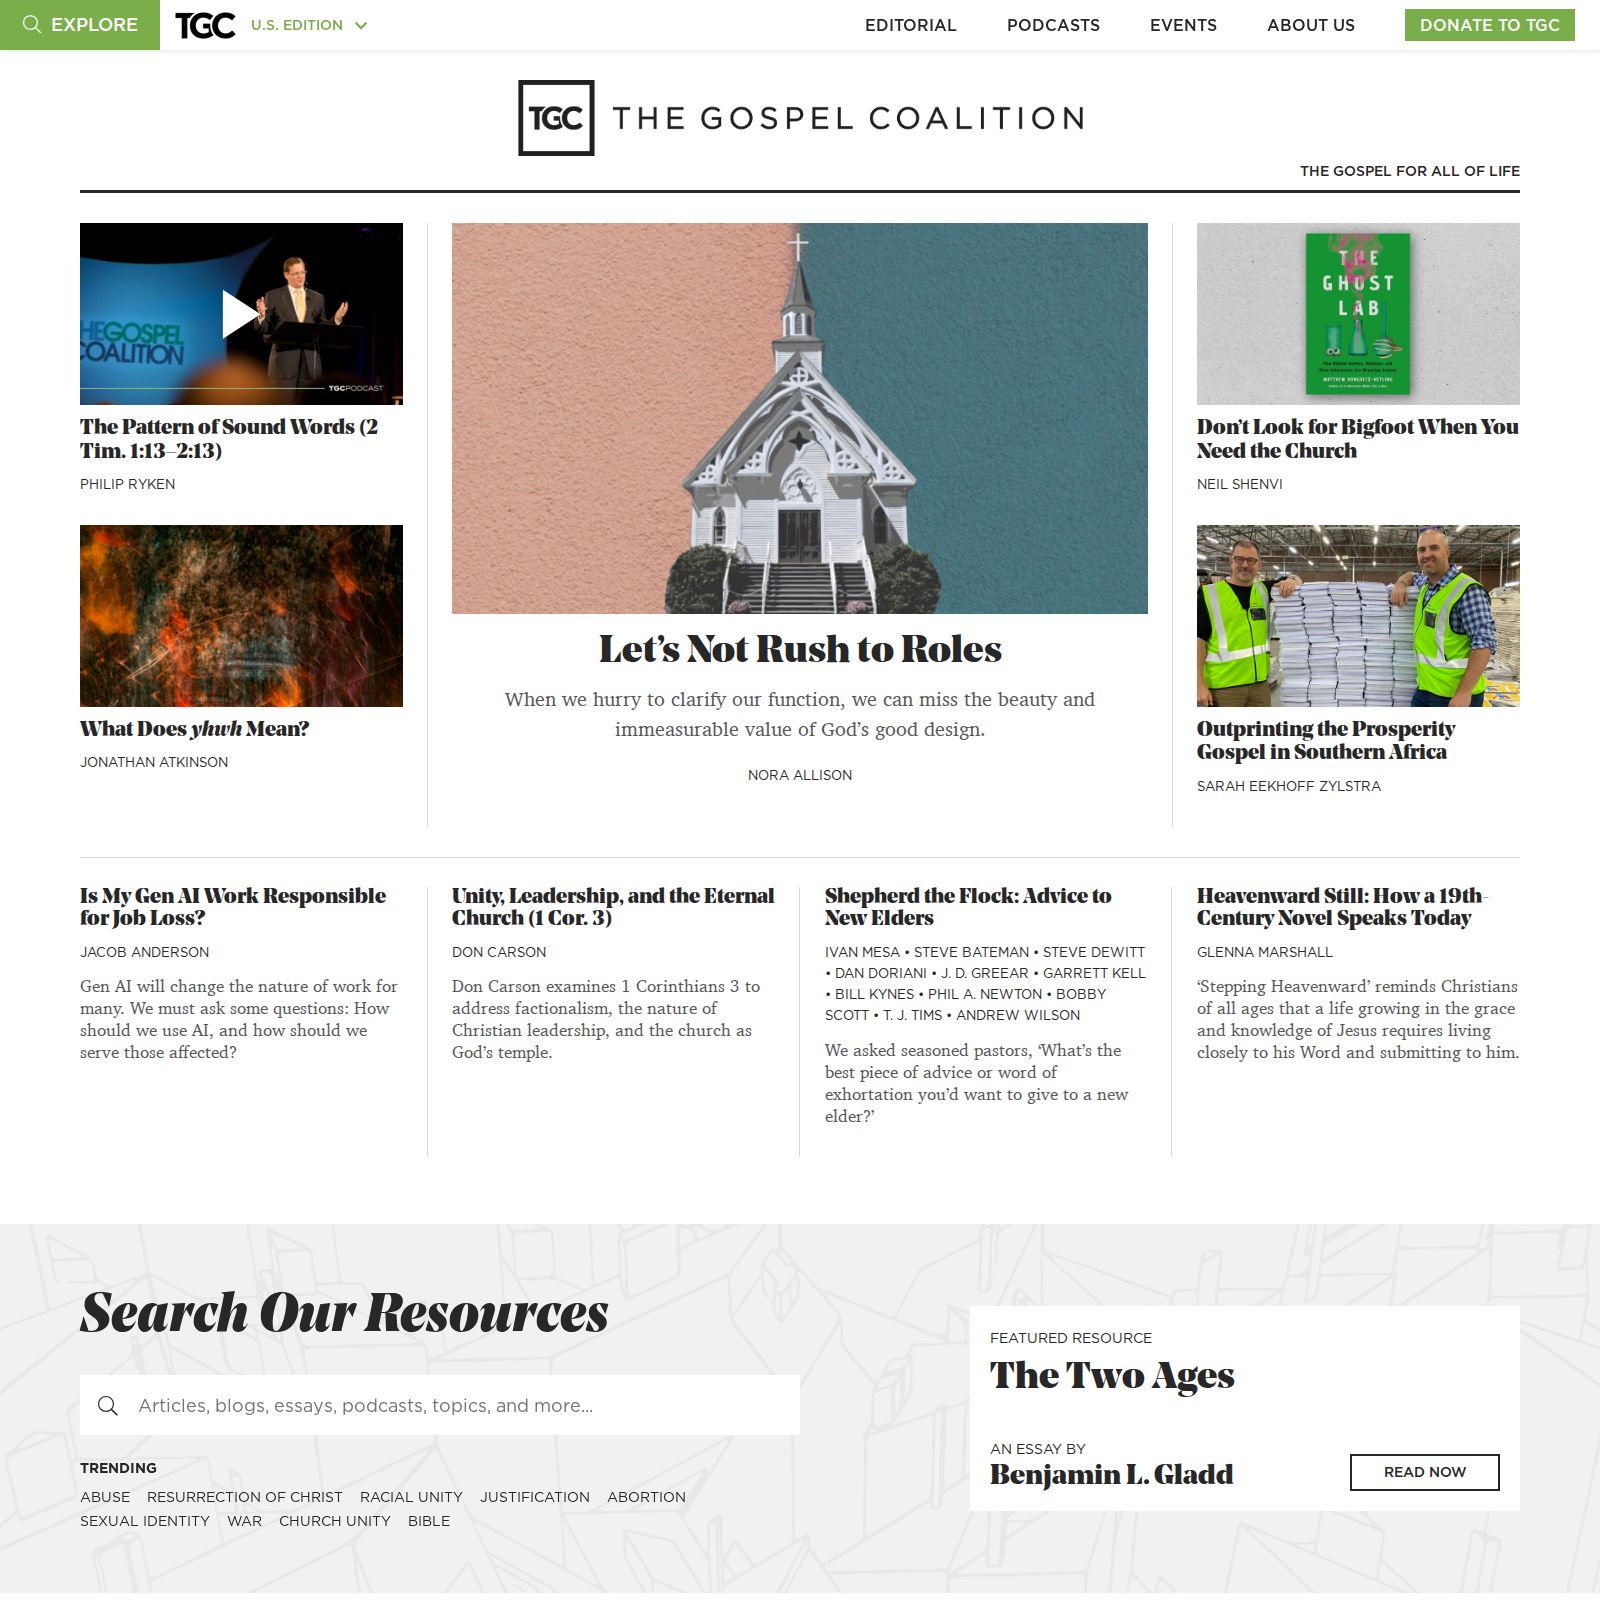 EXPLORE
TGC
U.S. EDITION
EDITORIAL
PODCASTS
EVENTS
ABOUT US
DONATE TO TGC
TGC THE GOSPEL COALITION
THE GOSPEL FOR ALL OF LIFE
THE GOSPEL
COALITION
TGCPODCAST
The Pattern of Sound Words (2
Tim. 1:13–2:13)
PHILIP RYKEN
What Does yhwh Mean?
JONATHAN ATKINSON
Let’s Not Rush to Roles
When we hurry to clarify our function, we can miss the beauty and
immeasurable value of God’s good design.
NORA ALLISON
THE
GHOST
LAB
MATTHEW HONGOLTZ-HETLING
Don’t Look for Bigfoot When You
Need the Church
NEIL SHENVI
Outprinting the Prosperity
Gospel in Southern Africa
SARAH EEKHOFF ZYLSTRA
Is My Gen AI Work Responsible
for Job Loss?
JACOB ANDERSON
Gen AI will change the nature of work for
many. We must ask some questions: How
should we use AI, and how should we
serve those affected?
Unity, Leadership, and the Eternal
Church (1 Cor. 3)
DON CARSON
Don Carson examines 1 Corinthians 3 to
address factionalism, the nature of
Christian leadership, and the church as
God’s temple.
Shepherd the Flock: Advice to
New Elders
IVAN MESA • STEVE BATEMAN • STEVE DEWITT
• DAN DORIANI • J. D. GREEAR • GARRETT KELL
• BILL KYNES • PHIL A. NEWTON • BOBBY
SCOTT • T. J. TIMS • ANDREW WILSON
We asked seasoned pastors, ‘What’s the
best piece of advice or word of
exhortation you’d want to give to a new
elder?’
Heavenward Still: How a 19th-
Century Novel Speaks Today
GLENNA MARSHALL
‘Stepping Heavenward’ reminds Christians
of all ages that a life growing in the grace
and knowledge of Jesus requires living
closely to his Word and submitting to him.
Search Our Resources
Articles, blogs, essays, podcasts, topics, and more...
TRENDING
ABUSE RESURRECTION OF CHRIST RACIAL UNITY JUSTIFICATION ABORTION
SEXUAL IDENTITY WAR CHURCH UNITY BIBLE
FEATURED RESOURCE
The Two Ages
AN ESSAY BY
Benjamin L. Gladd
READ NOW